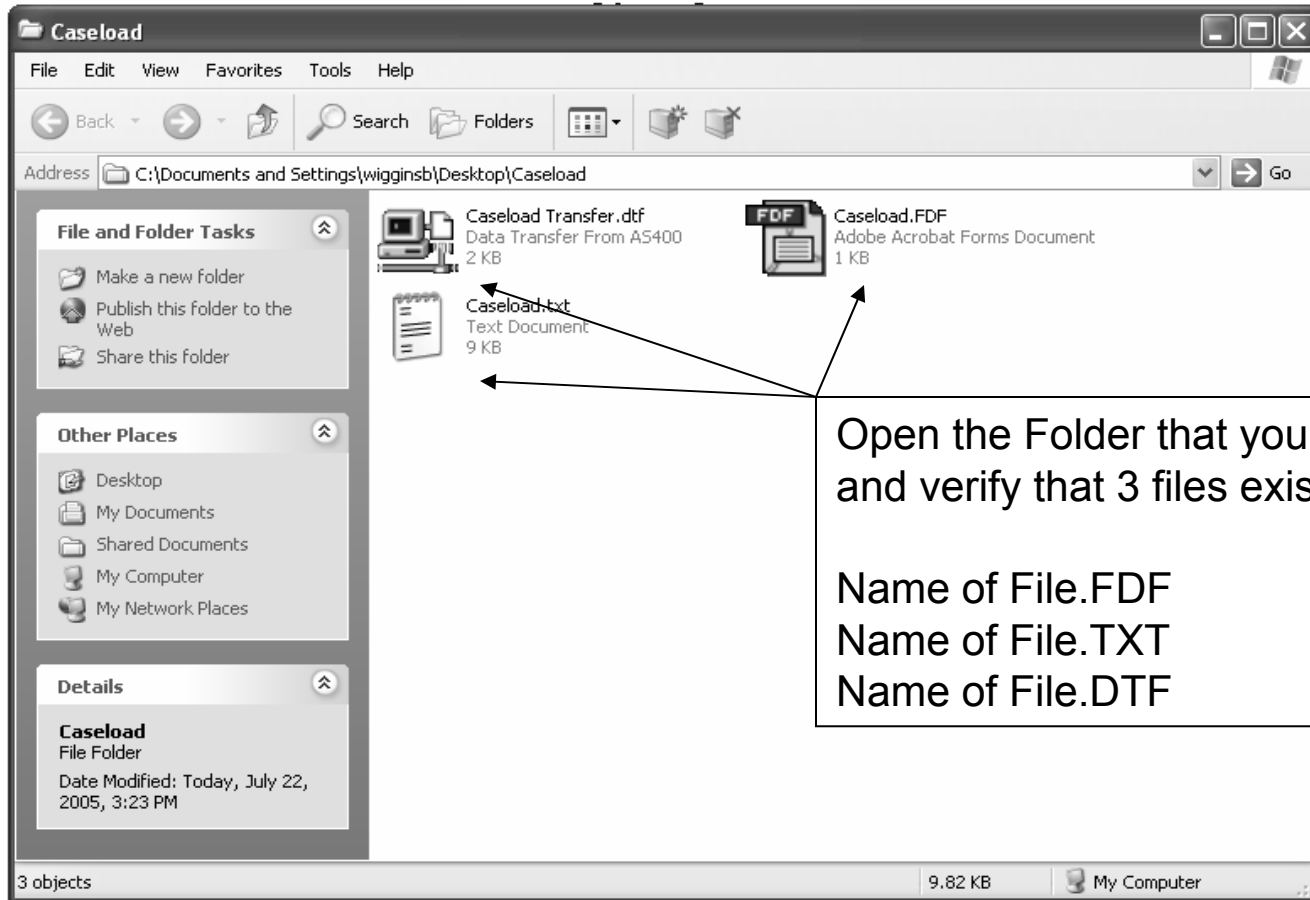 Caseload
File Edit View Favorites Tools Help
Back Search Folders
Address C:\Documents and Settings\wigginsb\Desktop\Caseload Go
File and Folder Tasks
Make a new folder
Publish this folder to the
Web
Share this folder
Other Places
Desktop
My Documents
Shared Documents
My Computer
My Network Places
Details
Caseload
File Folder
Date Modified: Today, July 22,
2005, 3:23 PM
Caseload Transfer.dtf
Data Transfer From AS400
2 KB
FDF
Caseload.FDF
Adobe Acrobat Forms Document
1 KB
Caseload.txt
Text Document
9 KB
Open the Folder that you
and verify that 3 files exis
Name of File.FDF
Name of File.TXT
Name of File.DTF
3 objects 9.82 KB My Computer